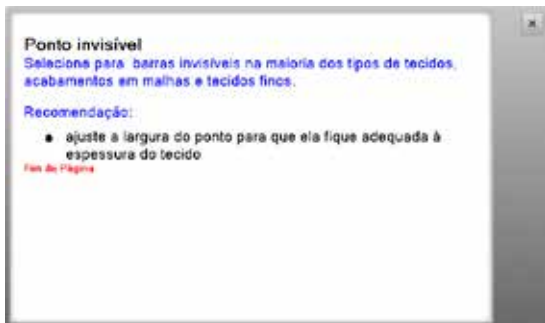 Ponto invisível
Selecione para barras invisíveis na maioria dos tipos de tecidos,
acabamentos em malhas e tecidos finos.
Recomendação:
• ajuste a largura do ponto para que ela fique adequada à
espessura do tecido
Fim da Página